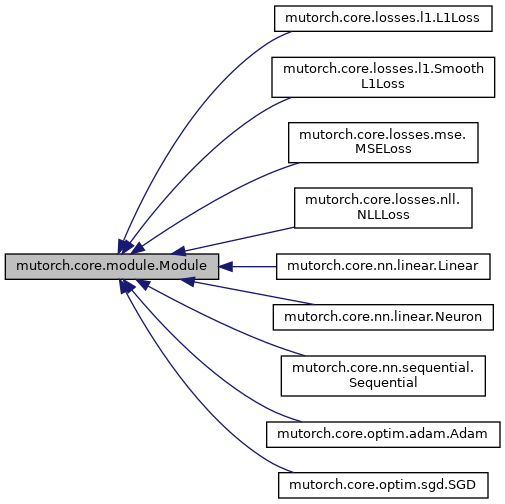 mutorch.core.losses.l1.L1Loss
mutorch.core.losses.l1.Smooth
L1Loss
mutorch.core.losses.mse.
MSELoss
mutorch.core.losses.nll.
NLLLoss
mutorch.core.module.Module
mutorch.core.nn.linear.Linear
mutorch.core.nn.linear.Neuron
mutorch.core.nn.sequential.
Sequential
mutorch.core.optim.adam.Adam
mutorch.core.optim.sgd.SGD